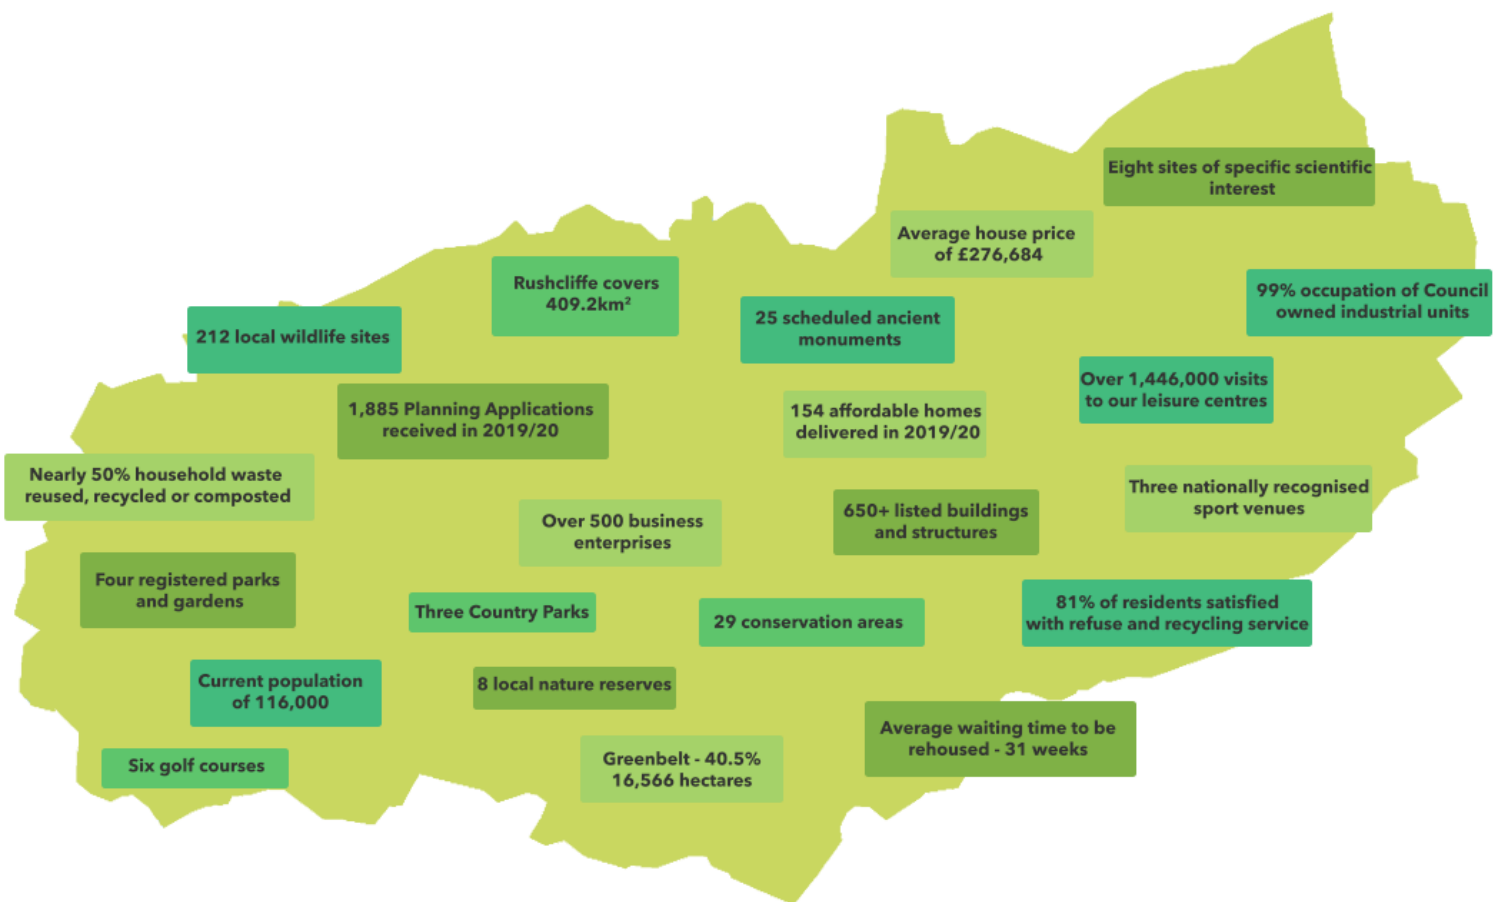 Eight sites of specific scientific
interest
Average house price
of £276,684
Rushcliffe covers
409.2km²
99% occupation of Council
owned industrial units
212 local wildlife sites
25 scheduled ancient
monuments
Over 1,446,000 visits
to our leisure centres
1,885 Planning Applications
received in 2019/20
154 affordable homes
delivered in 2019/20
Nearly 50% household waste
reused, recycled or composted
Three nationally recognised
sport venues
Over 500 business
enterprises
650+ listed buildings
and structures
Four registered parks
and gardens
Three Country Parks
29 conservation areas
81% of residents satisfied
with refuse and recycling service
Current population
of 116,000
8 local nature reserves
Average waiting time to be
rehoused - 31 weeks
Six golf courses
Greenbelt - 40.5%
16,566 hectares